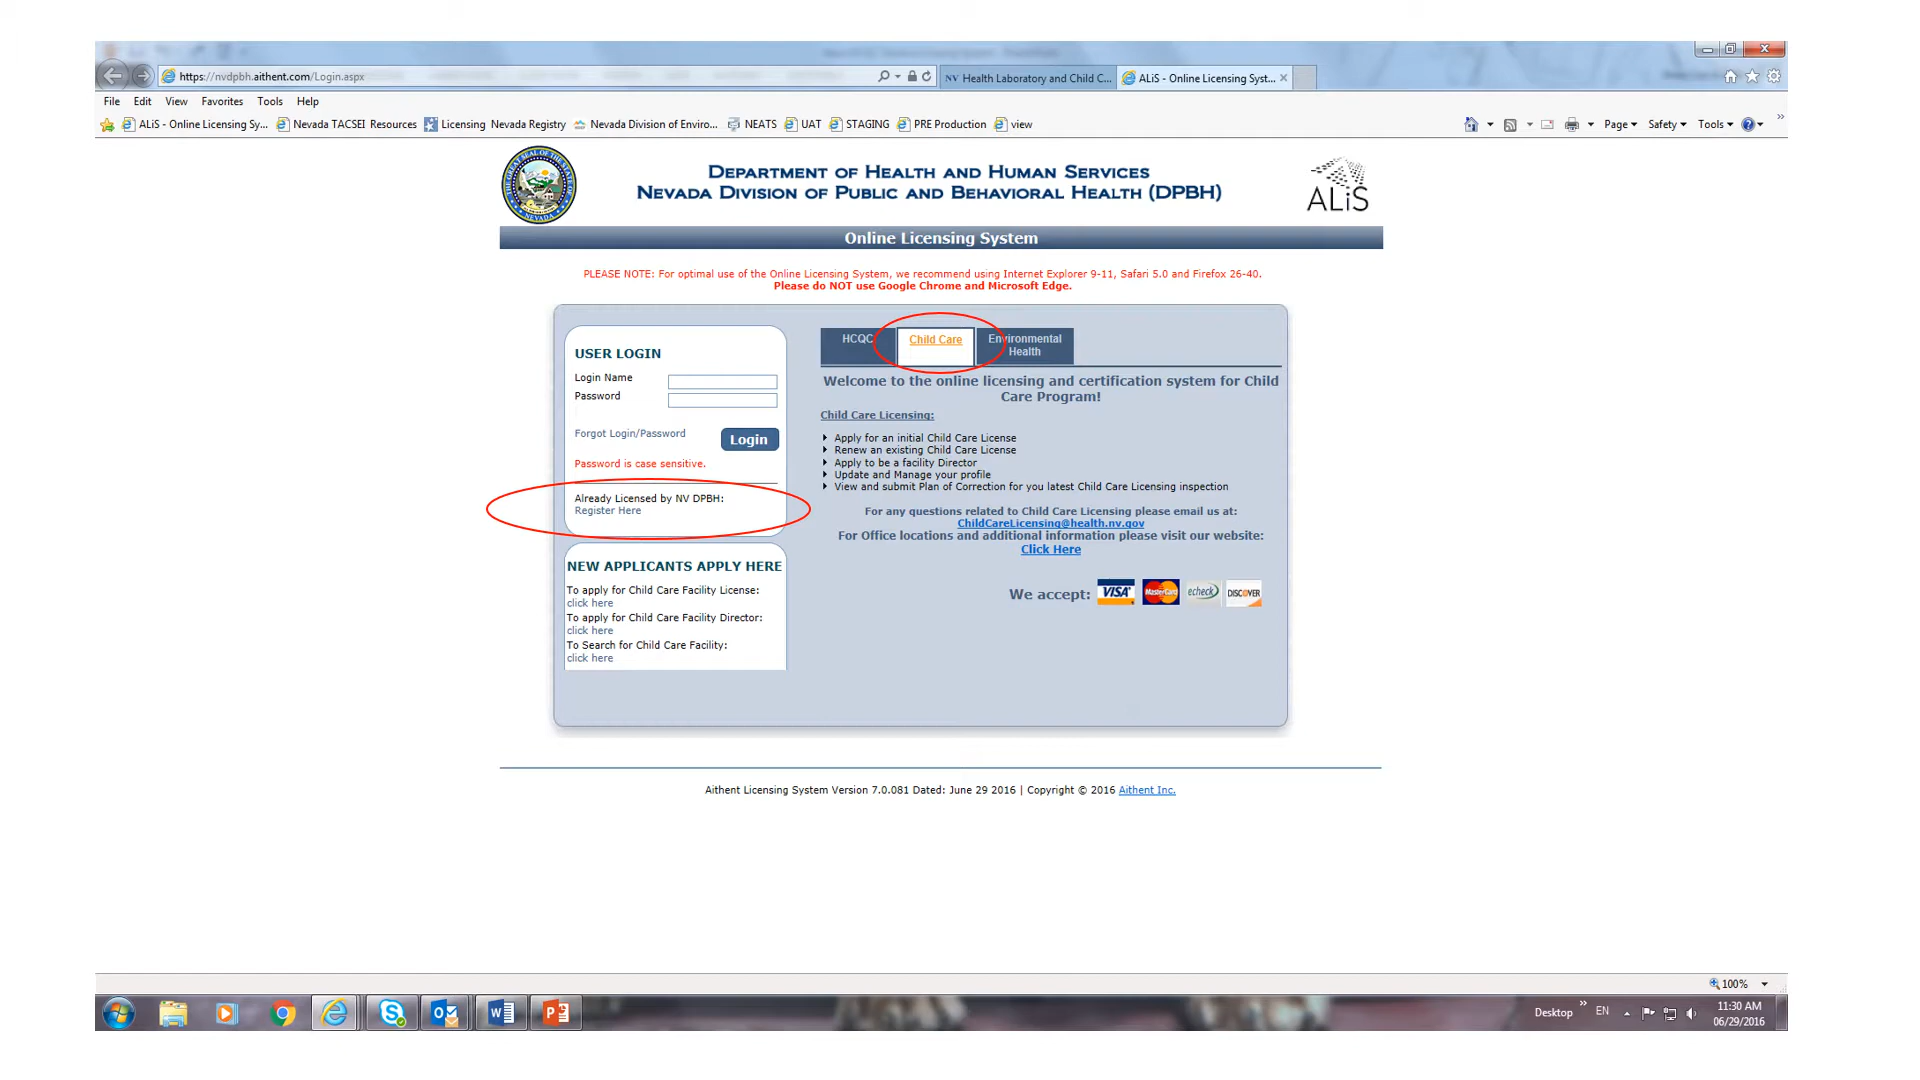 https://nvdpbh.aithent.com/Login.aspx
NV Health Laboratory and Child C...
ALiS - Online Licensing Syst...
File Edit View Favorites Tools Help
ALiS - Online Licensing Sy...
Nevada TACSEI Resources
Licensing Nevada Registry
Nevada Division of Enviro...
NEATS
UAT
STAGING
PRE Production
view
Page
Safety
Tools
DEPARTMENT OF HEALTH AND HUMAN SERVICES
NEVADA DIVISION OF PUBLIC AND BEHAVIORAL HEALTH (DPBH)
ALiS
Online Licensing System
PLEASE NOTE: For optimal use of the Online Licensing System, we recommend using Internet Explorer 9-11, Safari 5.0 and Firefox 26-40.
Please do NOT use Google Chrome and Microsoft Edge.
USER LOGIN
Login Name
Password
Forgot Login/Password
Login
Password is case sensitive.
Already Licensed by NV DPBH:
Register Here
NEW APPLICANTS APPLY HERE
To apply for Child Care Facility License:
click here
To apply for Child Care Facility Director:
click here
To Search for Child Care Facility:
click here
HCQC
Child Care
Environmental
Health
Welcome to the online licensing and certification system for Child
Care Program!
Child Care Licensing:
Apply for an initial Child Care License
Renew an existing Child Care License
Apply to be a facility Director
Update and Manage your profile
View and submit Plan of Correction for you latest Child Care Licensing inspection
For any questions related to Child Care Licensing please email us at:
ChildCareLicensing@health.nv.gov
For Office locations and additional information please visit our website:
Click Here
We accept:
VISA
MasterCard
echeck
DISCOVER
Aithent Licensing System Version 7.0.081 Dated: June 29 2016 | Copyright © 2016 Aithent Inc.
100%
Desktop
EN
11:30 AM
06/29/2016